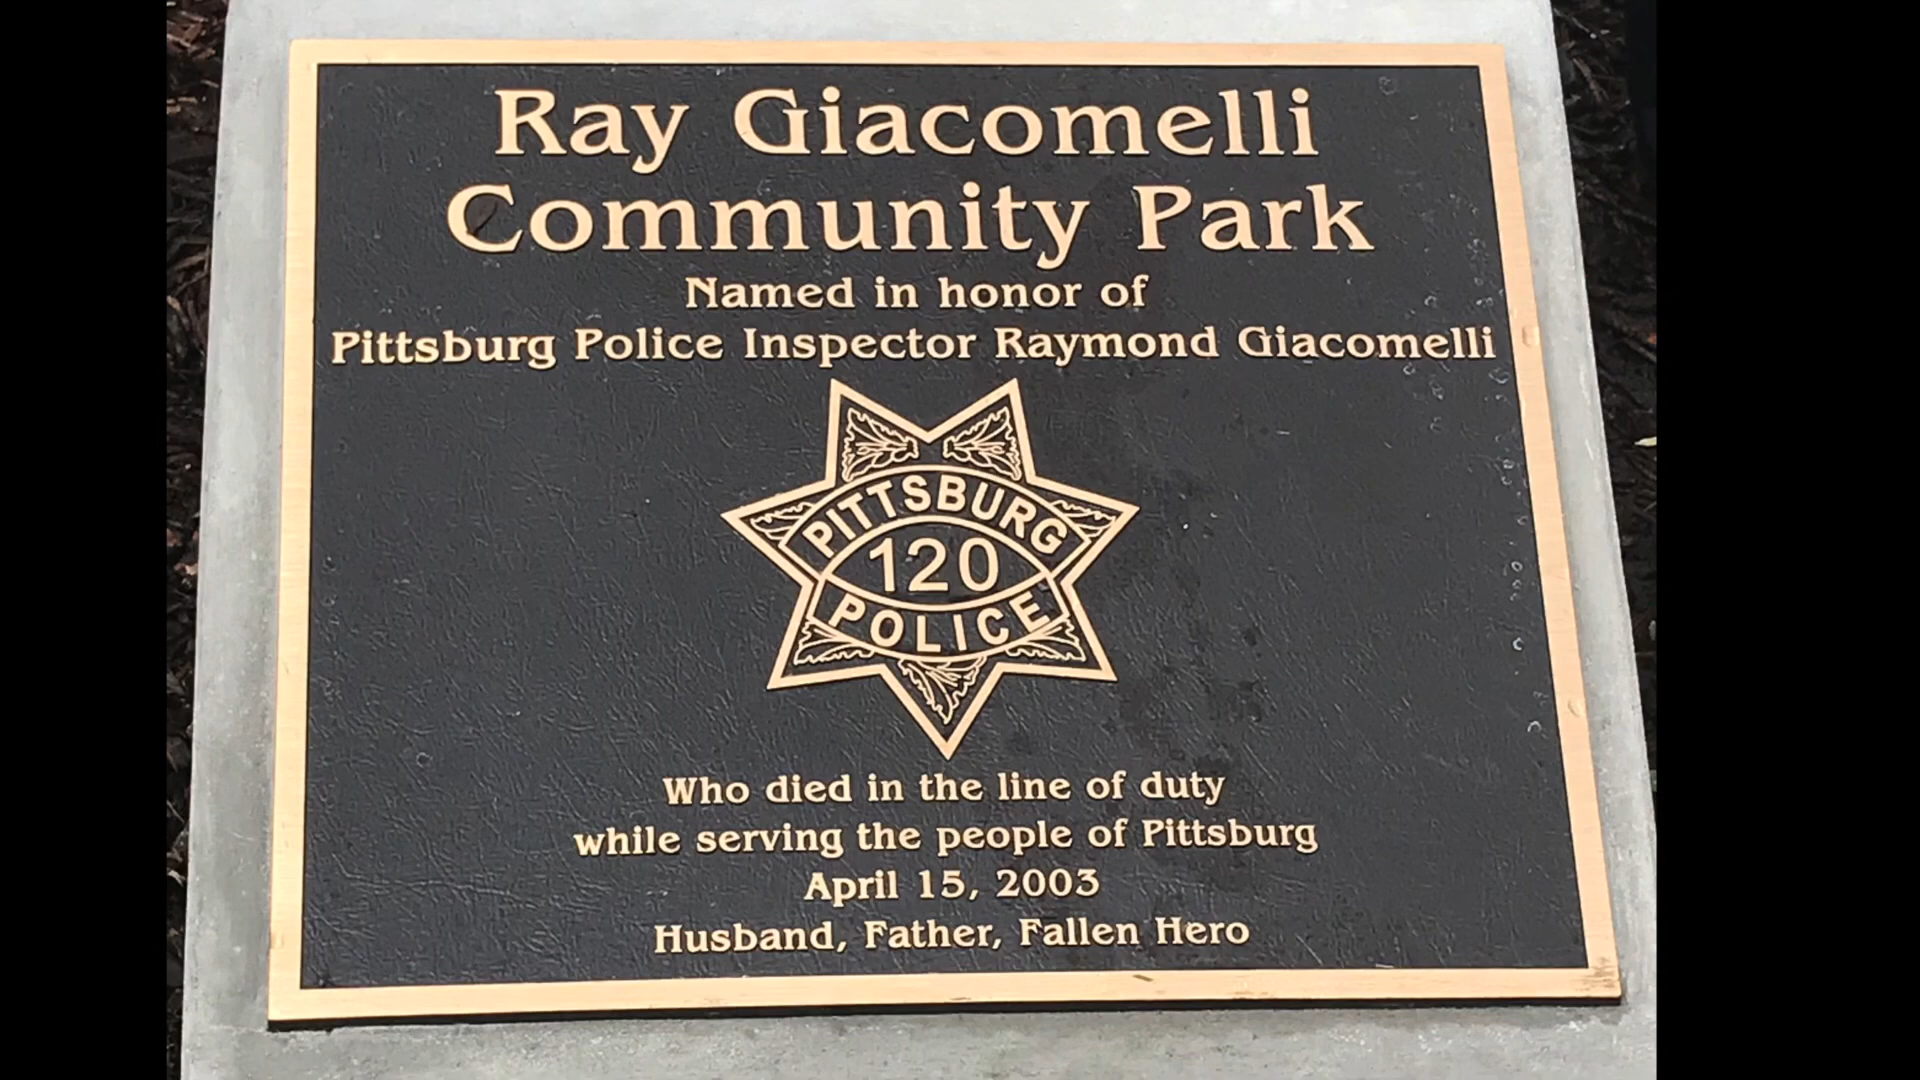 Ray Giacomelli
Community Park
Named in honor of
Pittsburg Police Inspector Raymond Giacomelli
PITTSBURG
120
POLICE
Who died in the line of duty
while serving the people of Pittsburg
April 15, 2003
Husband, Father, Fallen Hero